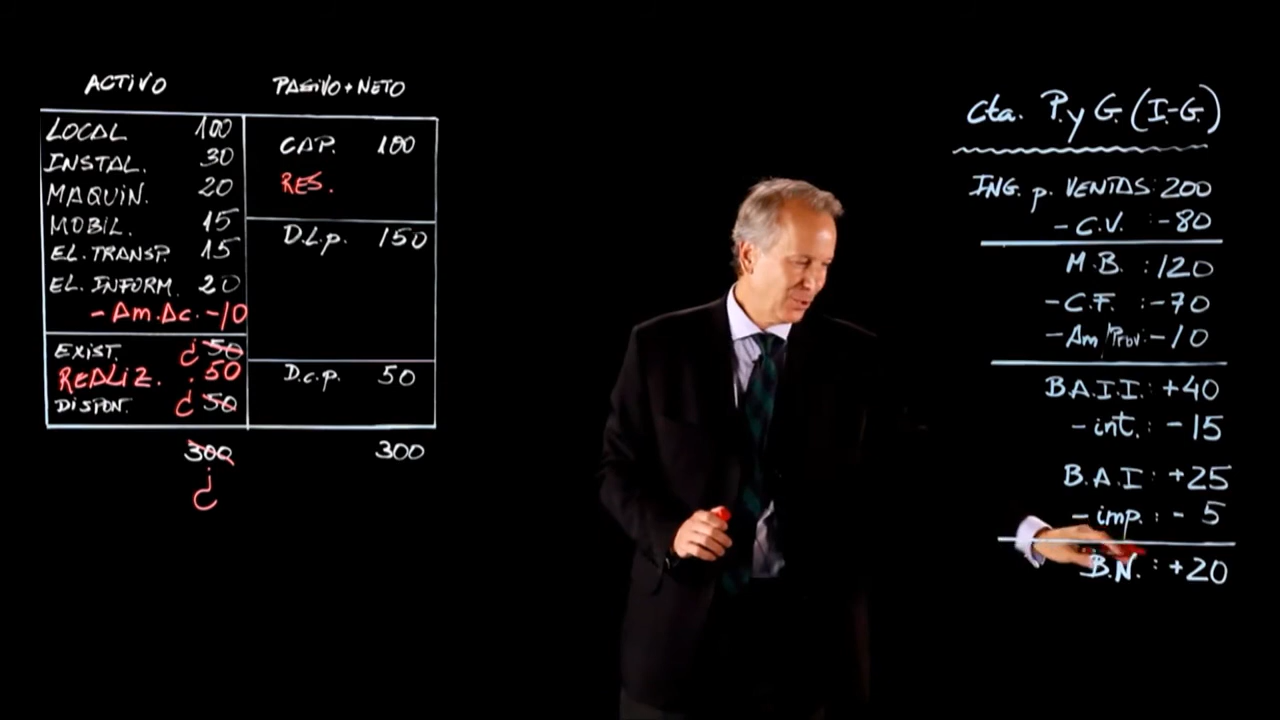 ACTIVO
PASIVO + NETO
LOCAL 100
INSTAL. 30
MAQUIN. 20
MOBIL. 15
EL. TRANSP. 15
EL. INFORM. 20
- Am. Ac. -10
EXIST. ¿ 50
REALIZ. 50
DISPON. ¿ 50
300
¿
CAP. 100
RES.
D.L.p. 150
D.c.p. 50
300
Cta. P. y G. (I.-G.)
ING. p. VENTAS: 200
- C.V. : -80
M.B. : 120
- C.F. : -70
- Am/Prov: -10
B.A.I.I.: +40
- int.: -15
B.A.I: +25
- imp. : - 5
B.N. : +20